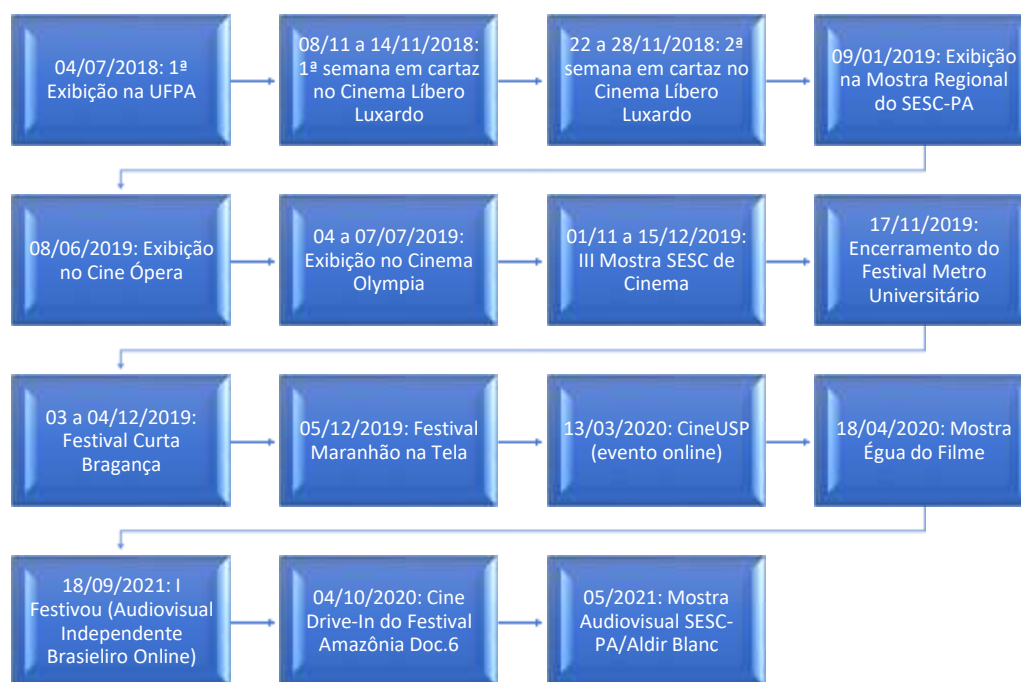 04/07/2018: 1ª
Exibição na UFPA
08/11 a 14/11/2018:
1ª semana em cartaz
no Cinema Líbero
Luxardo
22 a 28/11/2018: 2ª
semana em cartaz no
Cinema Líbero
Luxardo
09/01/2019: Exibição
na Mostra Regional
do SESC-PA
08/06/2019: Exibição
no Cine Ópera
04 a 07/07/2019:
Exibição no Cinema
Olympia
01/11 a 15/12/2019:
III Mostra SESC de
Cinema
17/11/2019:
Encerramento do
Festival Metro
Universitário
03 a 04/12/2019:
Festival Curta
Bragança
05/12/2019: Festival
Maranhão na Tela
13/03/2020: CineUSP
(evento online)
18/04/2020: Mostra
Égua do Filme
18/09/2021: I
Festivou (Audiovisual
Independente
Brasieliro Online)
04/10/2020: Cine
Drive-In do Festival
Amazônia Doc.6
05/2021: Mostra
Audiovisual SESC-
PA/Aldir Blanc